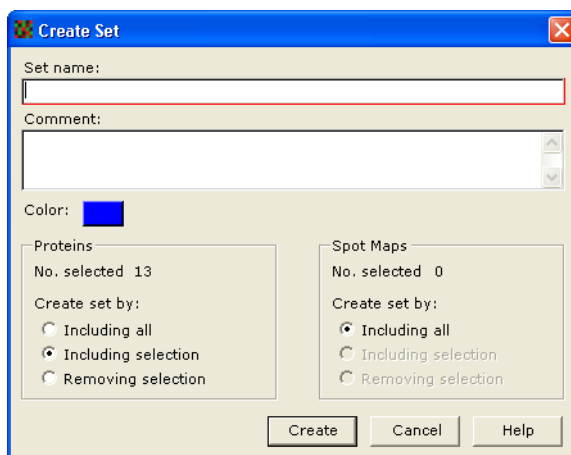 Create Set
Set name:
Comment:
Color:
Proteins
No. selected 13
Create set by:
Including all
Including selection
Removing selection
Spot Maps
No. selected 0
Create set by:
Including all
Including selection
Removing selection
Create Cancel Help